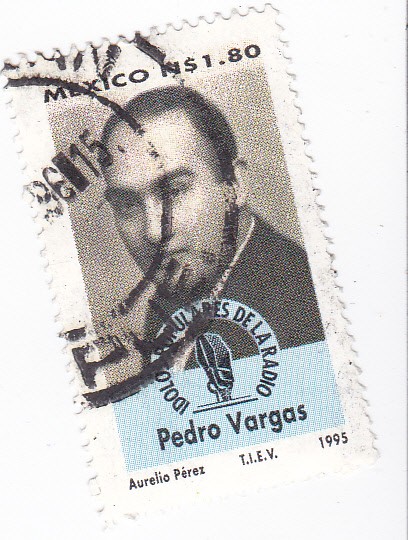 MEXICO N$1.80
IDOLOS POPULARES DE LA RADIO
Pedro Vargas
Aurelio Pérez T.I.E.V. 1995